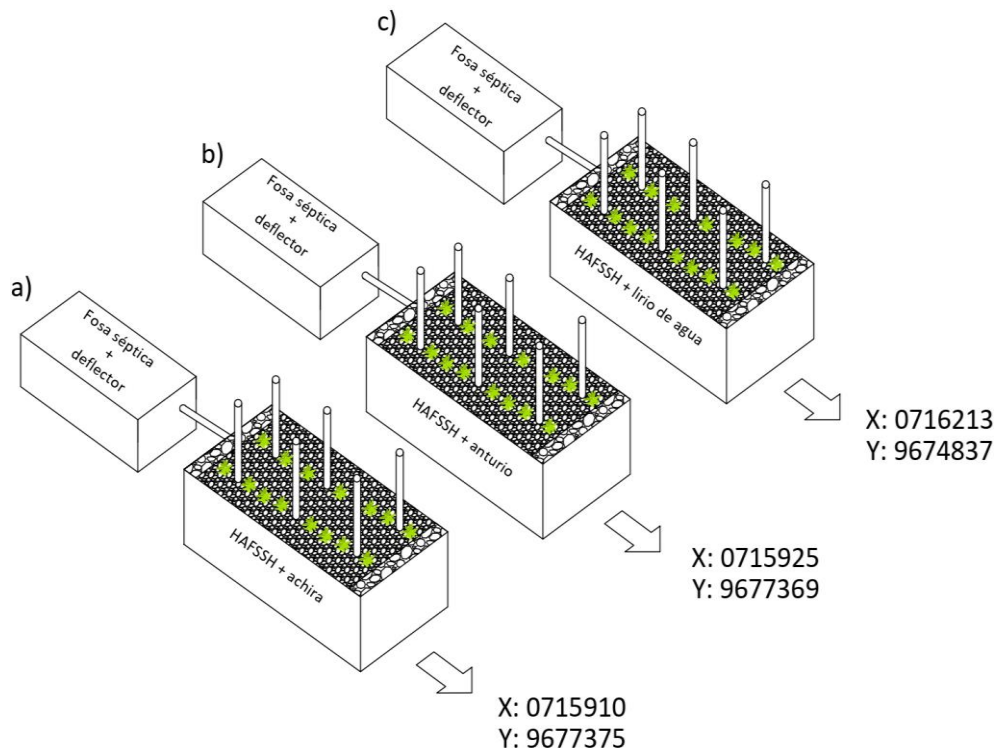 c)
Fosa séptica
+
deflector
b)
Fosa séptica
+
deflector
a)
Fosa séptica
+
deflector
HAFSSH + lirio de agua
X: 0716213
Y: 9674837
HAFSSH + anturio
X: 0715925
Y: 9677369
HAFSSH + achira
X: 0715910
Y: 9677375